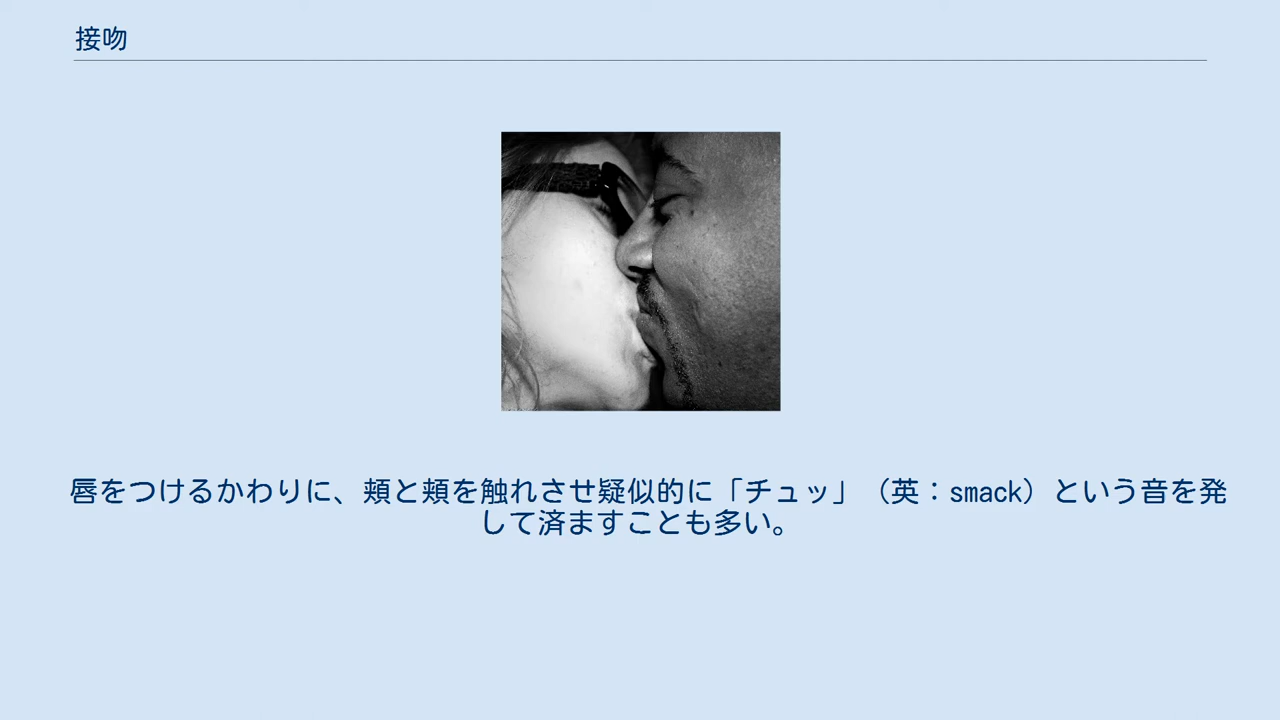 接吻
唇をつけるかわりに、頬と頬を触れさせ疑似的に「チュッ」（英：smack）という音を発
して済ますことも多い。